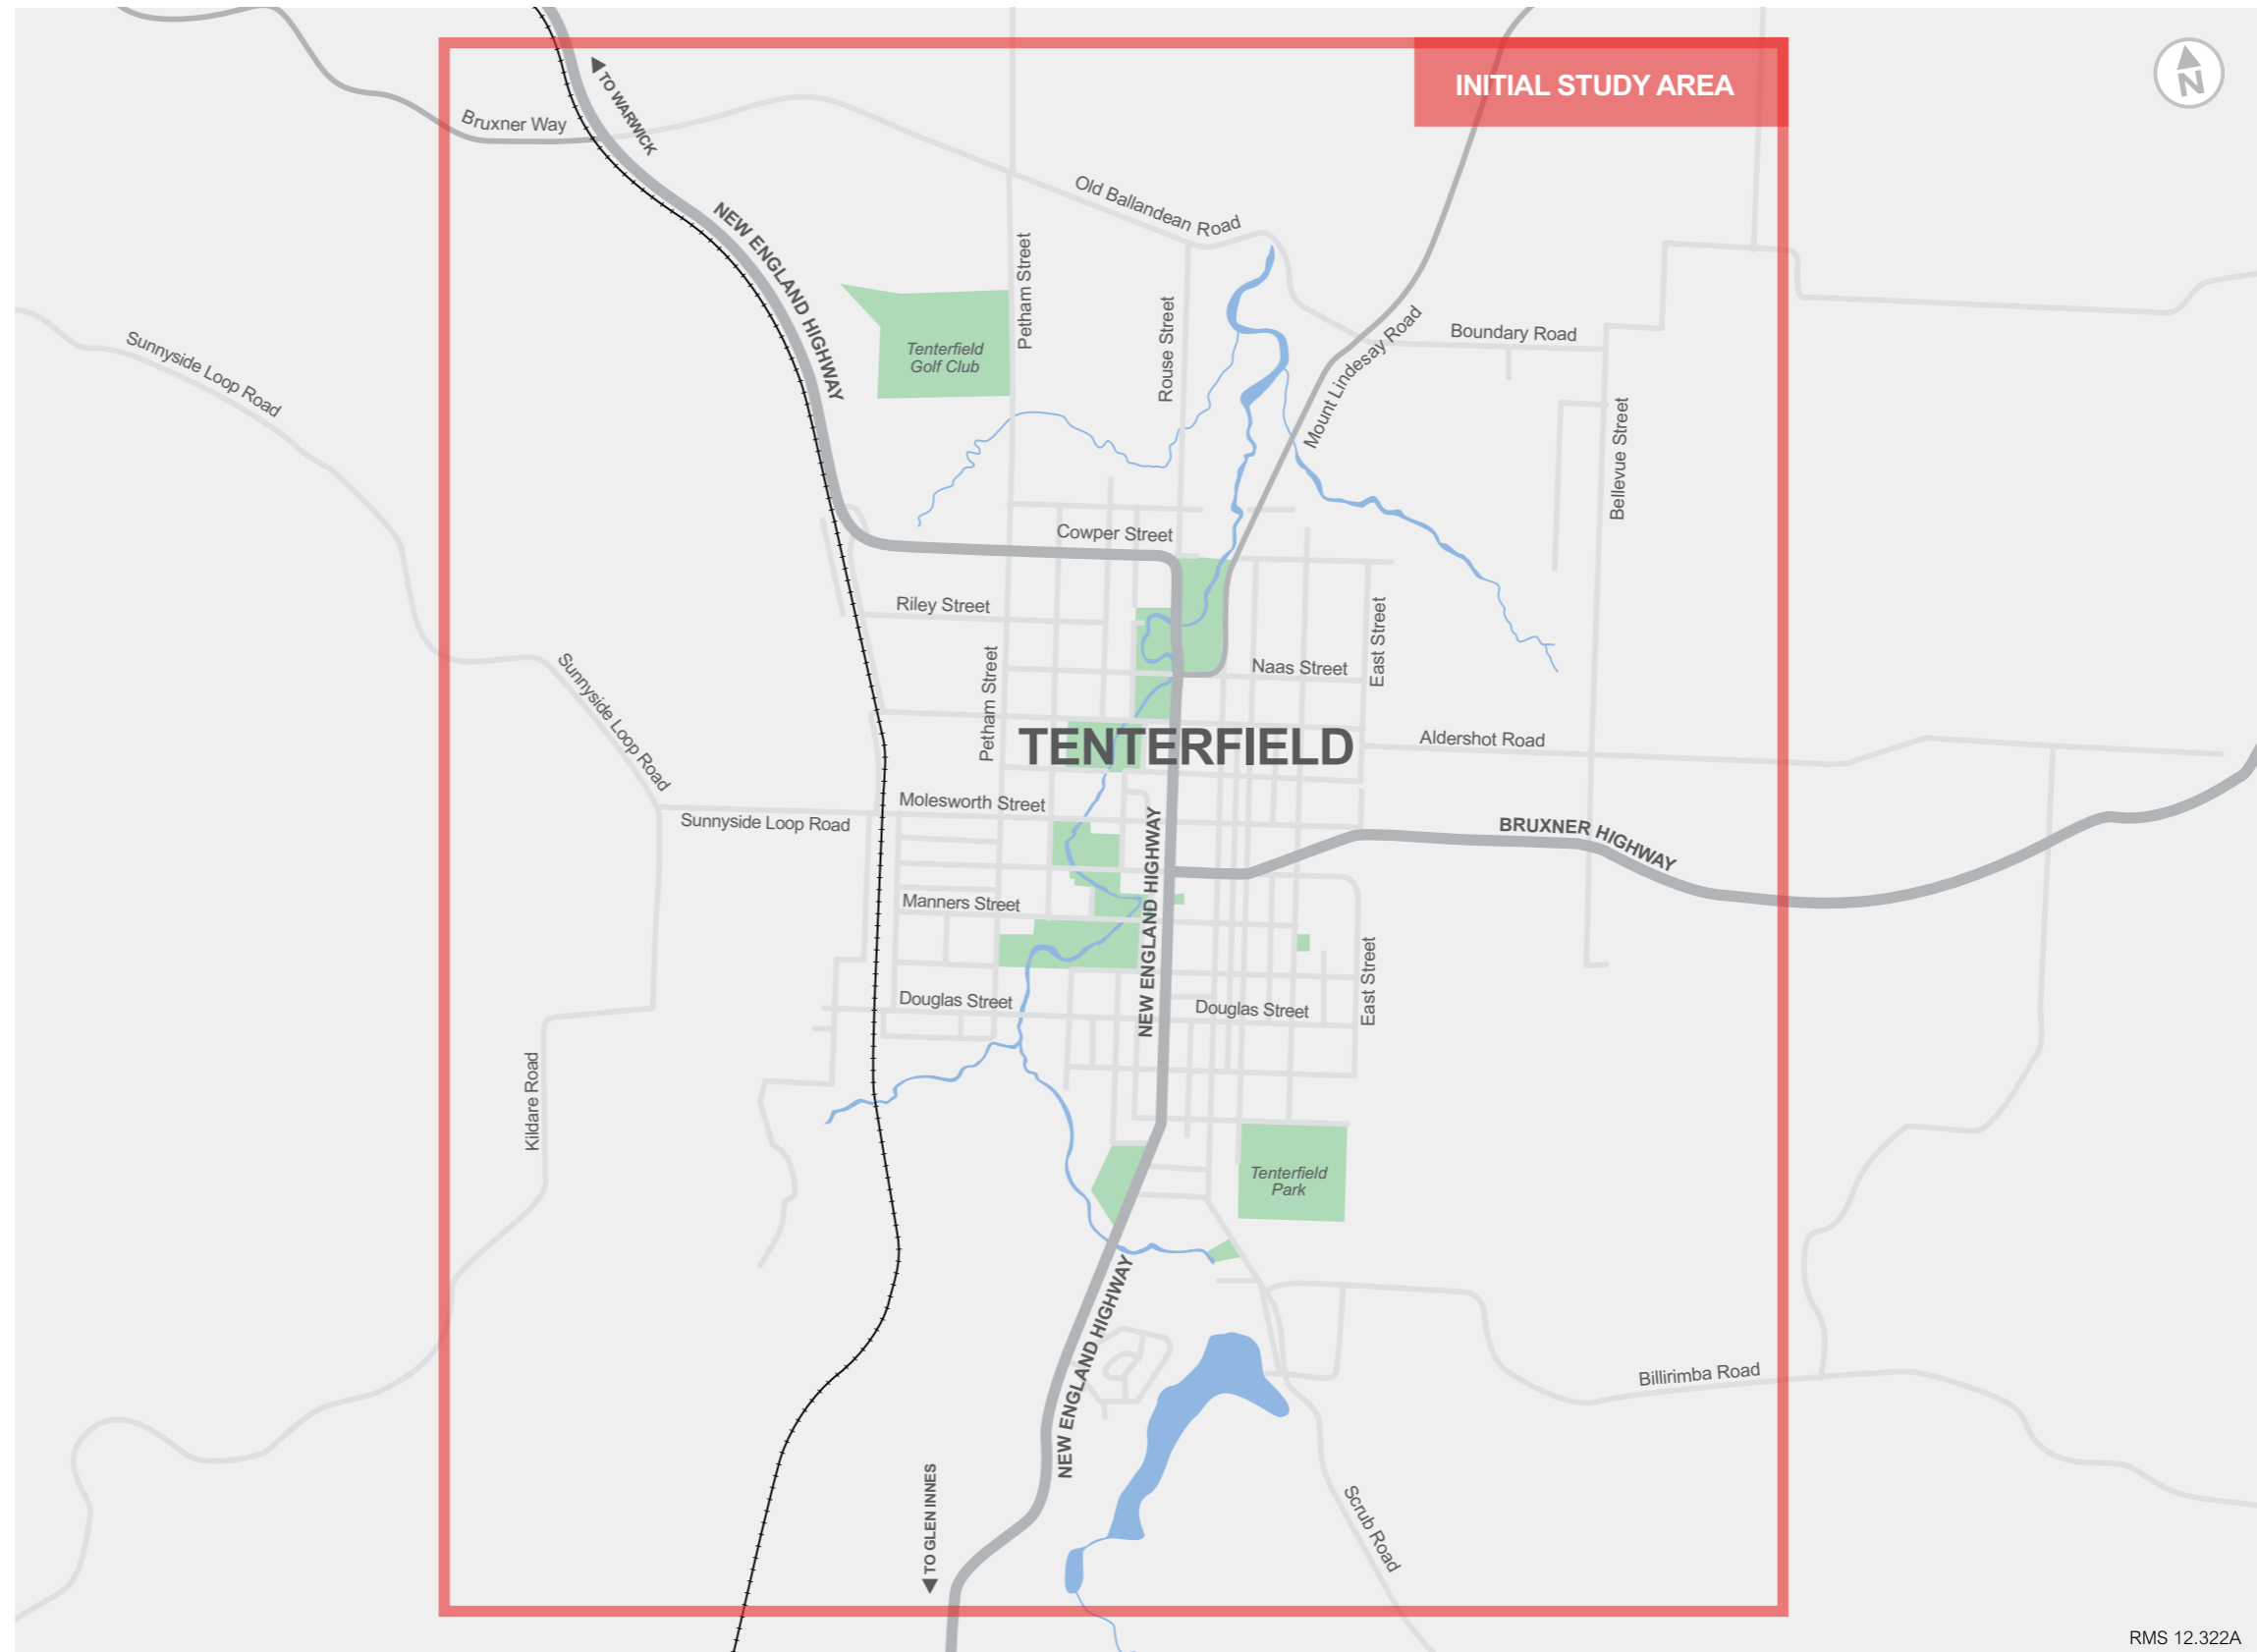 INITIAL STUDY AREA
N
TO WARWICK
Bruxner Way
NEW ENGLAND HIGHWAY
Old Ballandean Road
Petham Street
Rouse Street
Tenterfield
Golf Club
Mount Lindesay Road
Boundary Road
Sunnyside Loop Road
Bellevue Street
Cowper Street
Riley Street
East Street
Naas Street
Petham Street
Sunnyside Loop Road
TENTERFIELD
Aldershot Road
Molesworth Street
Sunnyside Loop Road
BRUXNER HIGHWAY
NEW ENGLAND HIGHWAY
Manners Street
East Street
Douglas Street
Douglas Street
Kildare Road
Tenterfield
Park
NEW ENGLAND HIGHWAY
Billirimba Road
TO GLEN INNES
Scrub Road
RMS 12.322A